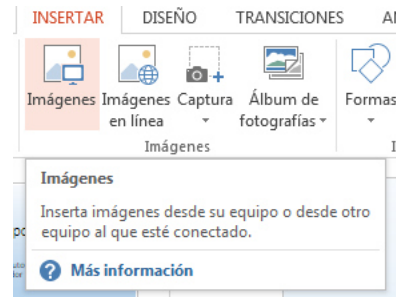 INSERTAR DISEÑO TRANSICIONES
Imágenes Imágenes Captura Álbum de Formas
en línea fotografías
Imágenes
Imágenes
Inserta imágenes desde su equipo o desde otro
equipo al que esté conectado.
Más información